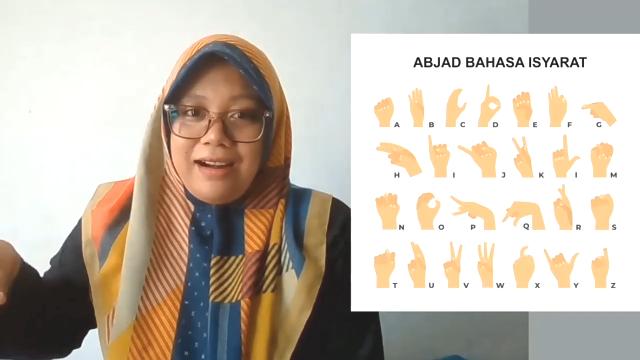 ABJAD BAHASA ISYARAT
A B C D E F G
H I J K L M
N O P Q R S
T U V W X Y Z